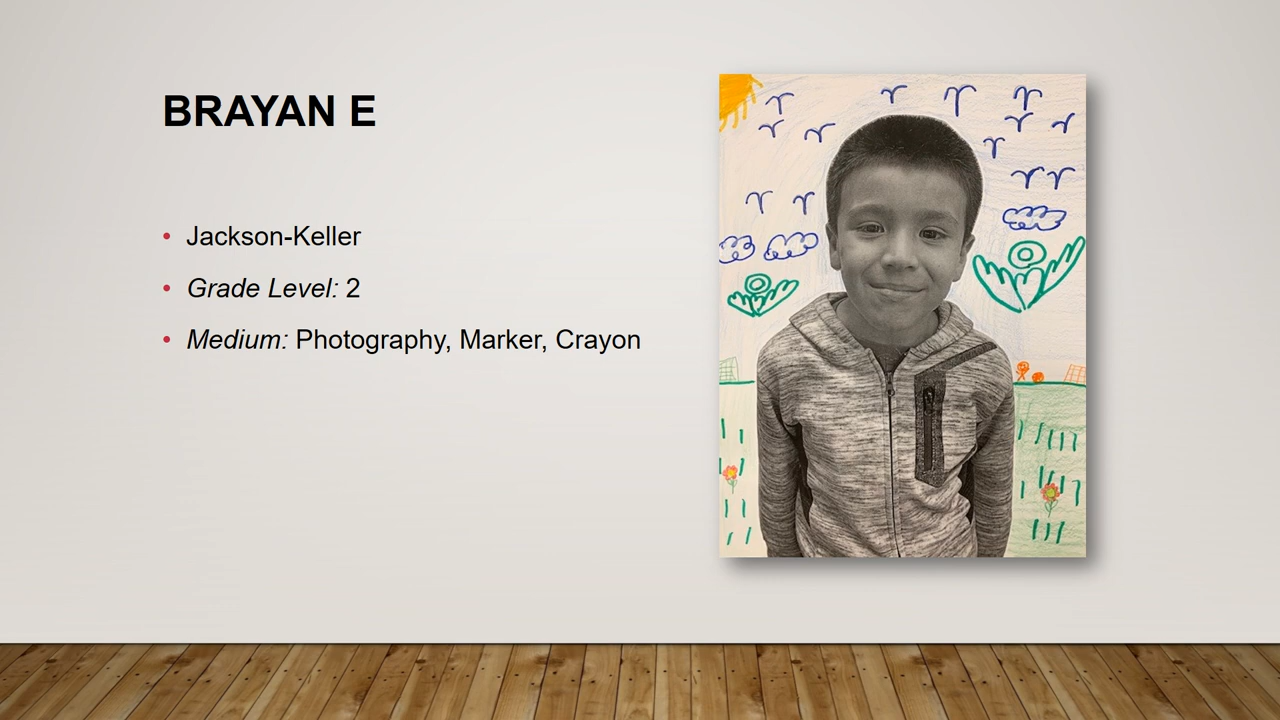 BRAYAN E
• Jackson-Keller
• Grade Level: 2
• Medium: Photography, Marker, Crayon